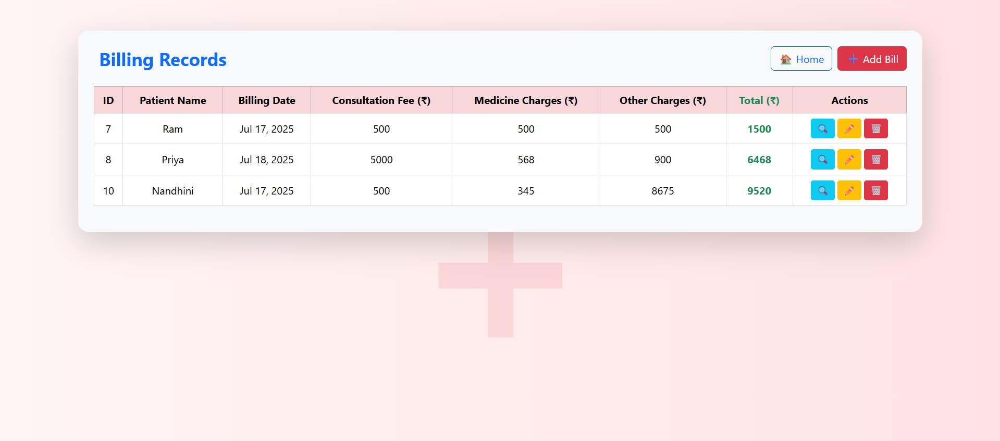 Billing Records
🏠 Home
➕ Add Bill
ID Patient Name Billing Date Consultation Fee (₹) Medicine Charges (₹) Other Charges (₹) Total (₹) Actions
7 Ram Jul 17, 2025 500 500 500 1500
8 Priya Jul 18, 2025 5000 568 900 6468
10 Nandhini Jul 17, 2025 500 345 8675 9520